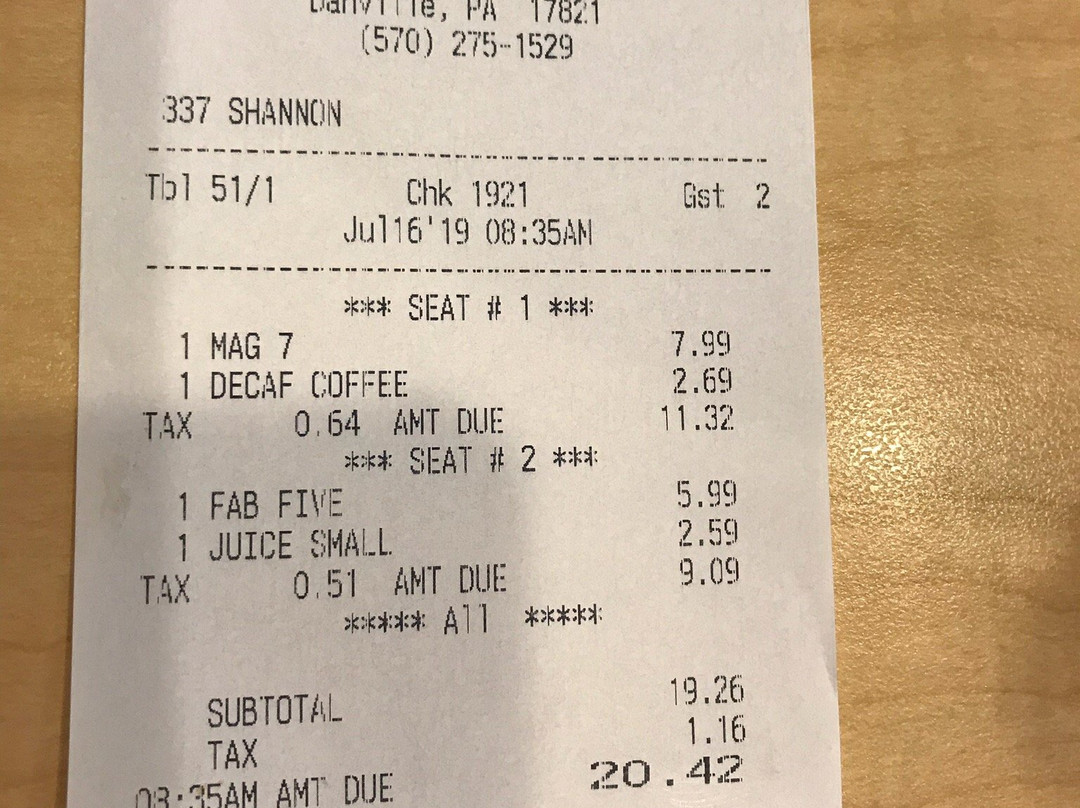 Danville, PA 17821
(570) 275-1529
337 SHANNON
Tbl 51/1 Chk 1921 Gst 2
Jul16'19 08:35AM
*** SEAT # 1 ***
1 MAG 7 7.99
1 DECAF COFFEE 2.69
TAX 0.64 AMT DUE 11.32
*** SEAT # 2 ***
1 FAB FIVE 5.99
1 JUICE SMALL 2.59
TAX 0.51 AMT DUE 9.09
***** All *****
SUBTOTAL 19.26
TAX 1.16
08:35AM AMT DUE 20.42